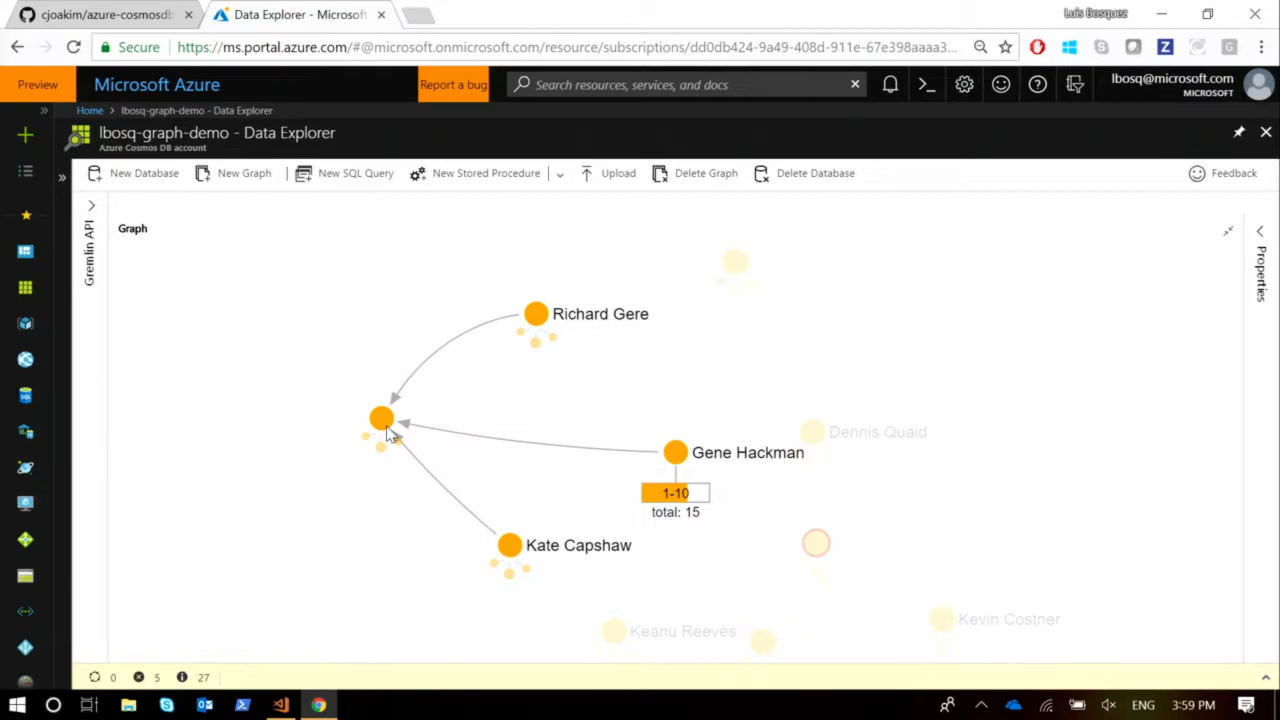 cjoakim/azure-cosmosdb
Data Explorer - Microsof
Luis Bosquez
Secure
https://ms.portal.azure.com/#@microsoft.onmicrosoft.com/resource/subscriptions/dd0db424-9a49-408d-911e-67e398aaaa3...
Preview
Microsoft Azure
Report a bug
Search resources, services, and docs
lbosq@microsoft.com
MICROSOFT
Home > lbosq-graph-demo - Data Explorer
lbosq-graph-demo - Data Explorer
Azure Cosmos DB account
New Database
New Graph
New SQL Query
New Stored Procedure
Upload
Delete Graph
Delete Database
Feedback
Gremlin API
Graph
Properties
Richard Gere
Dennis Quaid
Gene Hackman
1-10
total: 15
Kate Capshaw
Kevin Costner
Keanu Reeves
0
5
27
ENG
3:59 PM